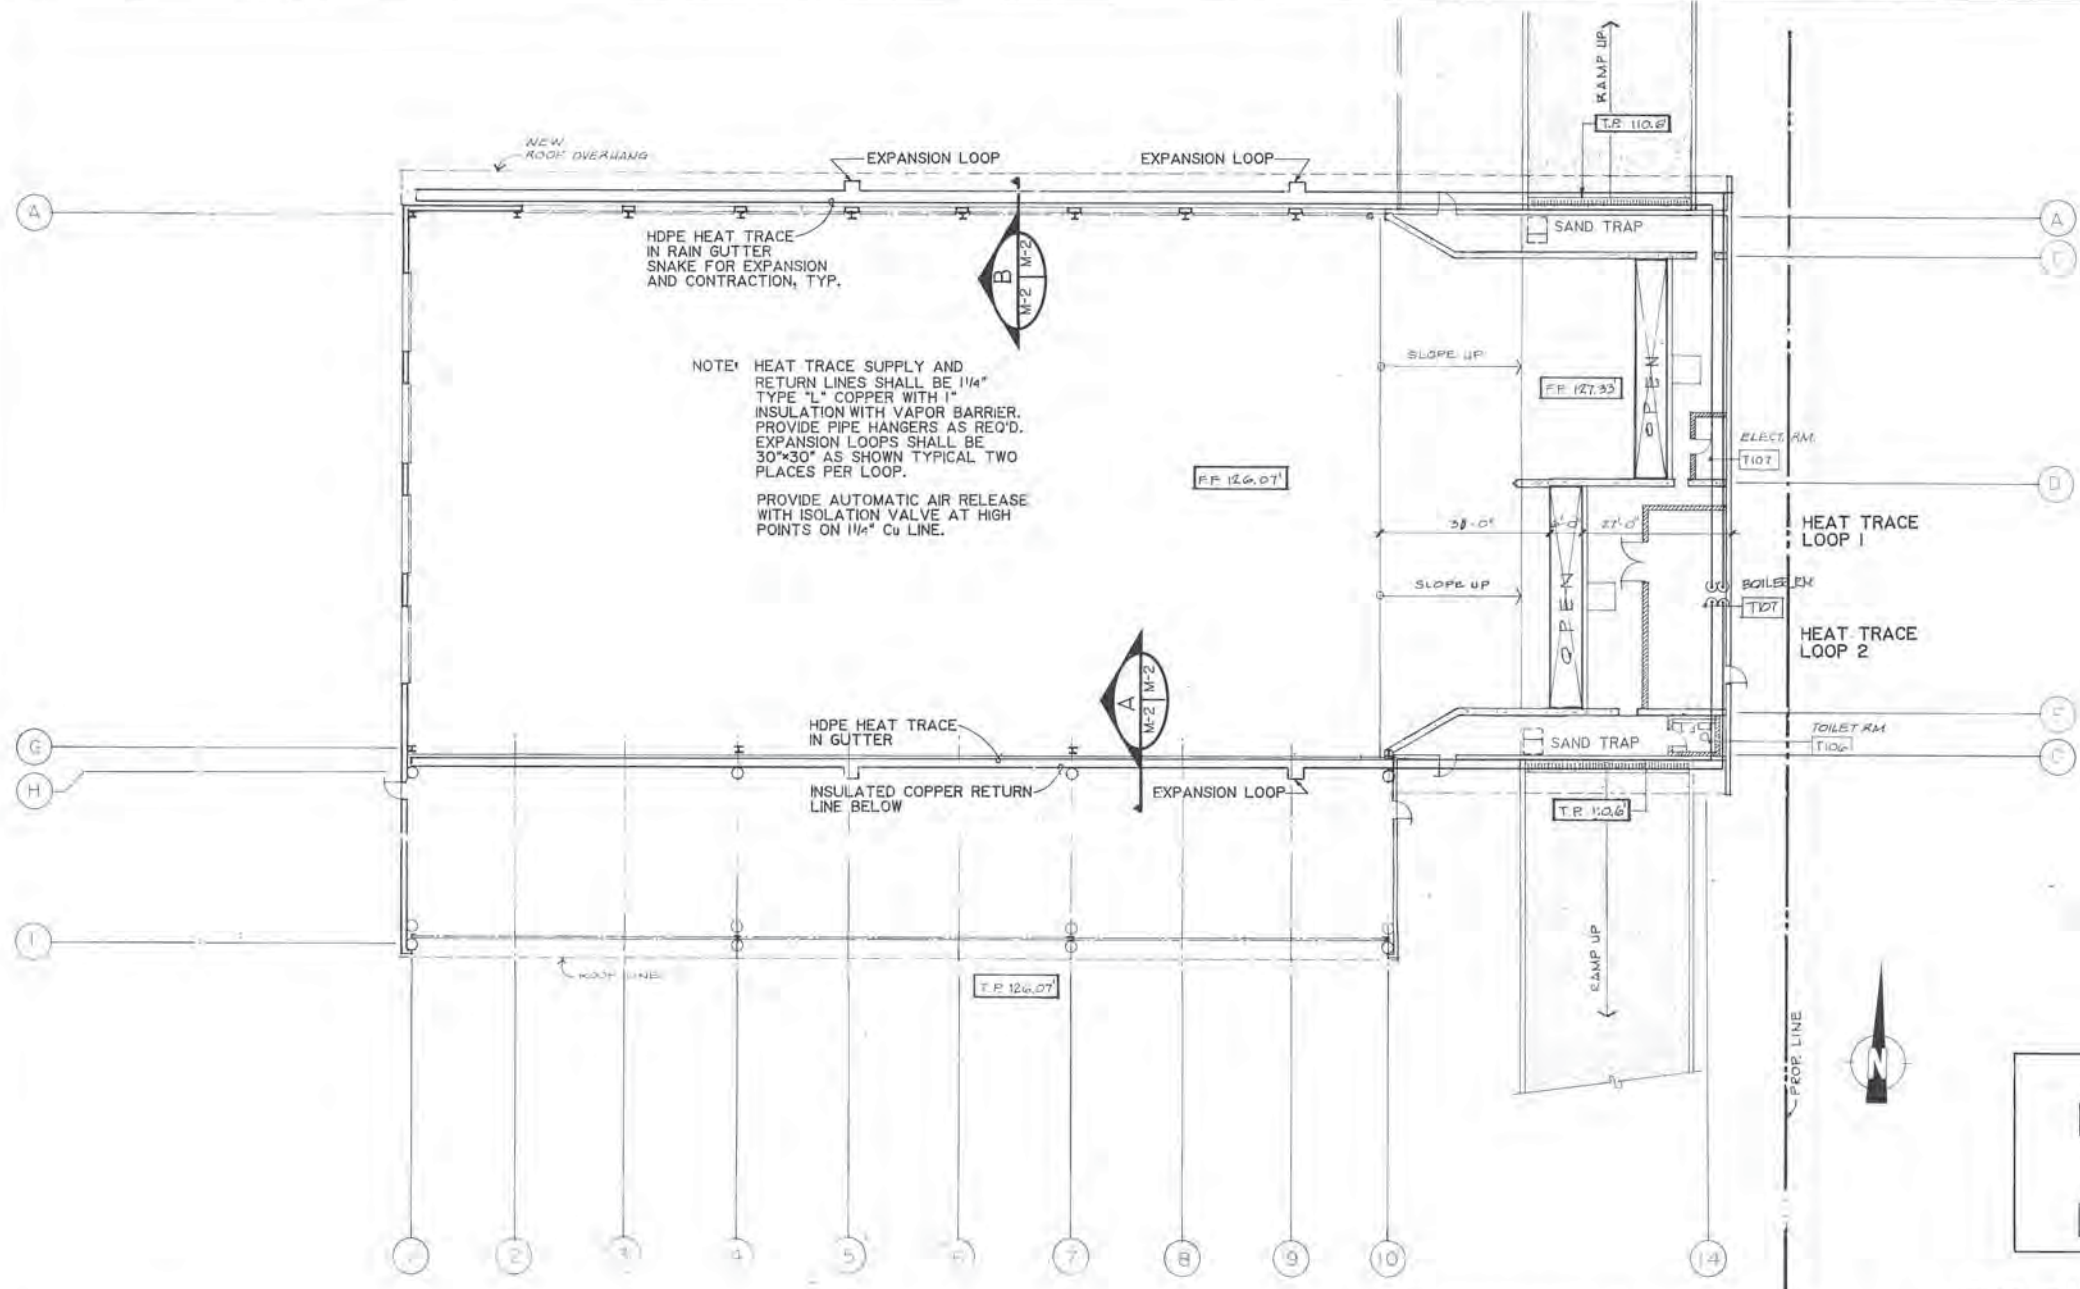 RAMP UP
T.P. 110.6'
NEW
ROOF OVERHANG
EXPANSION LOOP
EXPANSION LOOP
A
A
SAND TRAP
HDPE HEAT TRACE
IN RAIN GUTTER
SNAKE FOR EXPANSION
AND CONTRACTION, TYP.
B
M-2
M-2
NOTE: HEAT TRACE SUPPLY AND
RETURN LINES SHALL BE 1 1/4"
TYPE "L" COPPER WITH 1"
INSULATION WITH VAPOR BARRIER.
PROVIDE PIPE HANGERS AS REQ'D.
EXPANSION LOOPS SHALL BE
30"x30" AS SHOWN TYPICAL TWO
PLACES PER LOOP.
PROVIDE AUTOMATIC AIR RELEASE
WITH ISOLATION VALVE AT HIGH
POINTS ON 1 1/4" Cu LINE.
SLOPE UP
F.F. 127.33'
OPEN
ELECT. RM.
T107
F.F. 126.07'
D
30'-0"
4'-0"
27'-0"
HEAT TRACE
LOOP 1
SLOPE UP
OPEN
BOILER RM
T107
HEAT TRACE
LOOP 2
A
M-2
M-2
HDPE HEAT TRACE
IN GUTTER
F
TOILET RM
T106
G
SAND TRAP
G
H
INSULATED COPPER RETURN
LINE BELOW
EXPANSION LOOP
T.P. 110.6'
I
ROOF LINE
T.P. 126.07'
RAMP UP
PROP. LINE
N
1
2
3
4
5
6
7
8
9
10
14